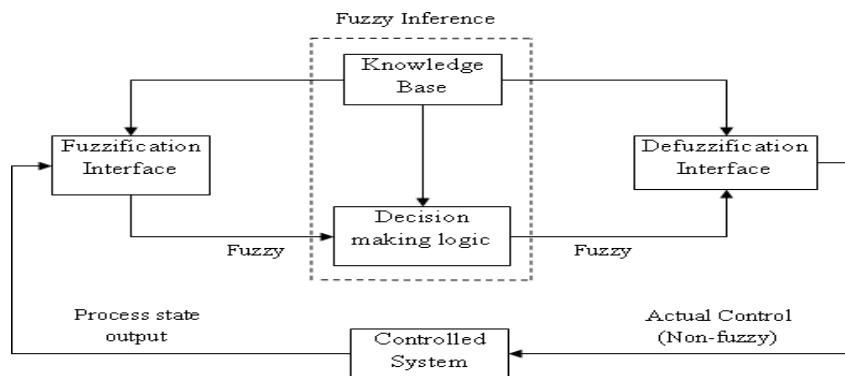 Fuzzy Inference
Knowledge
Base
Fuzzification
Interface
Defuzzification
Interface
Decision
making logic
Fuzzy
Fuzzy
Process state
output
Actual Control
(Non-fuzzy)
Controlled
System